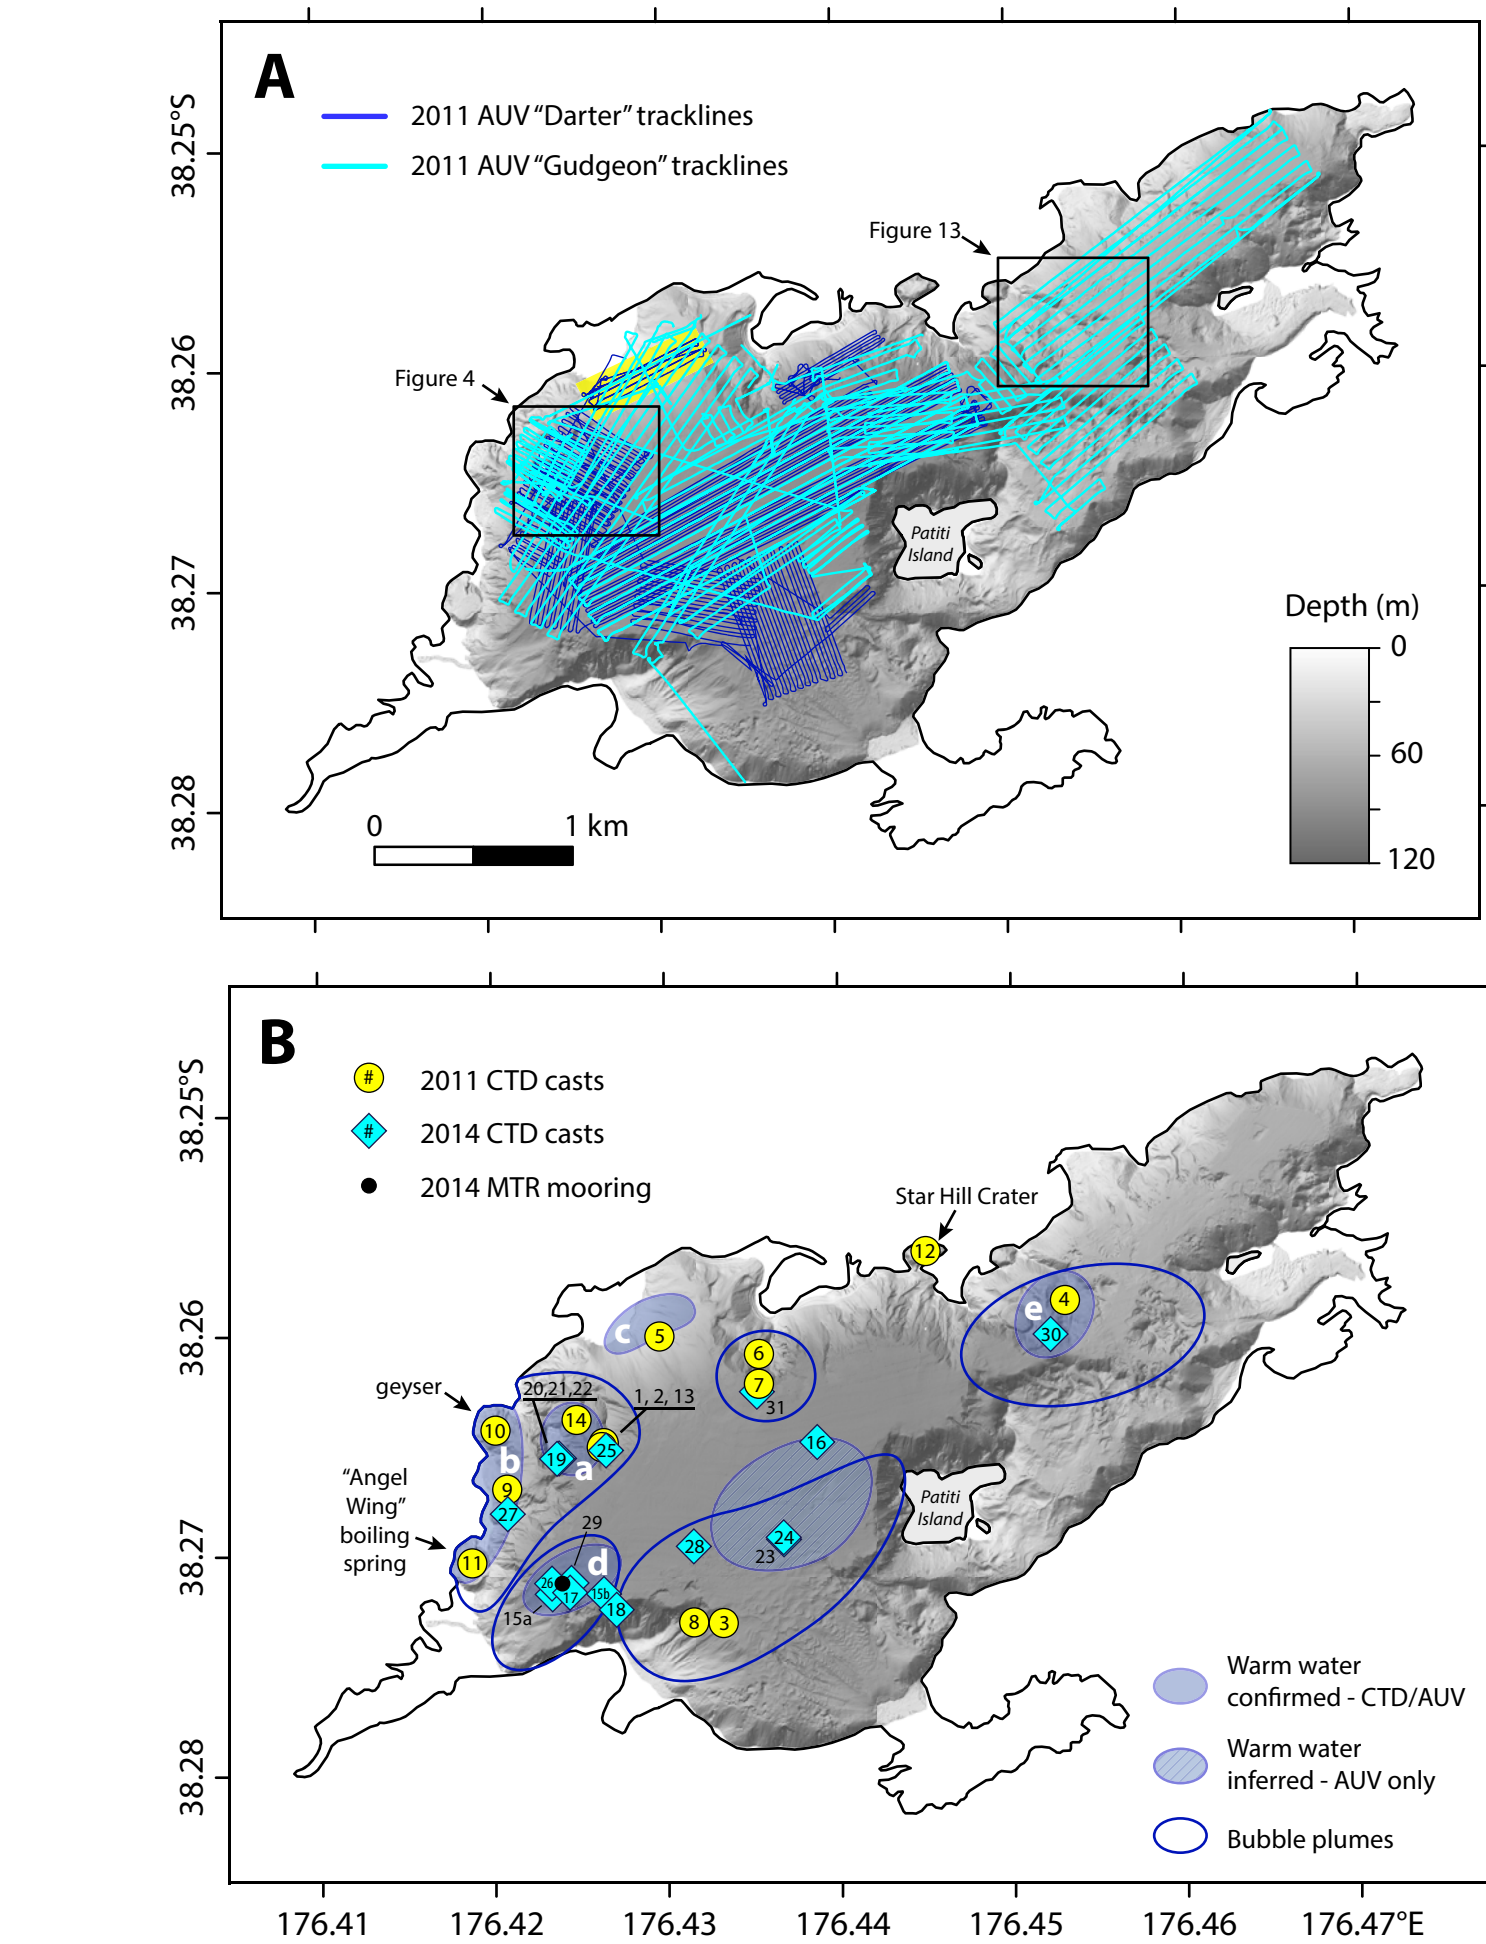 A
2011 AUV “Darter” tracklines
2011 AUV “Gudgeon” tracklines
38.25°S
38.26
38.27
38.28
Figure 13
Figure 4
Patiti
Island
Depth (m)
0
60
120
0 1 km
B
# 2011 CTD casts
# 2014 CTD casts
2014 MTR mooring
38.25°S
38.26
38.27
38.28
Star Hill Crater
12
4
e
30
c
5
6
7
31
geyser
20,21,22
1, 2, 13
14
10
25
19
a
b
16
9
27
“Angel
Wing”
boiling
spring
Patiti
Island
29
28
24
23
11
d
26
17
15b
18
15a
8
3
Warm water
confirmed - CTD/AUV
Warm water
inferred - AUV only
Bubble plumes
176.41 176.42 176.43 176.44 176.45 176.46 176.47°E